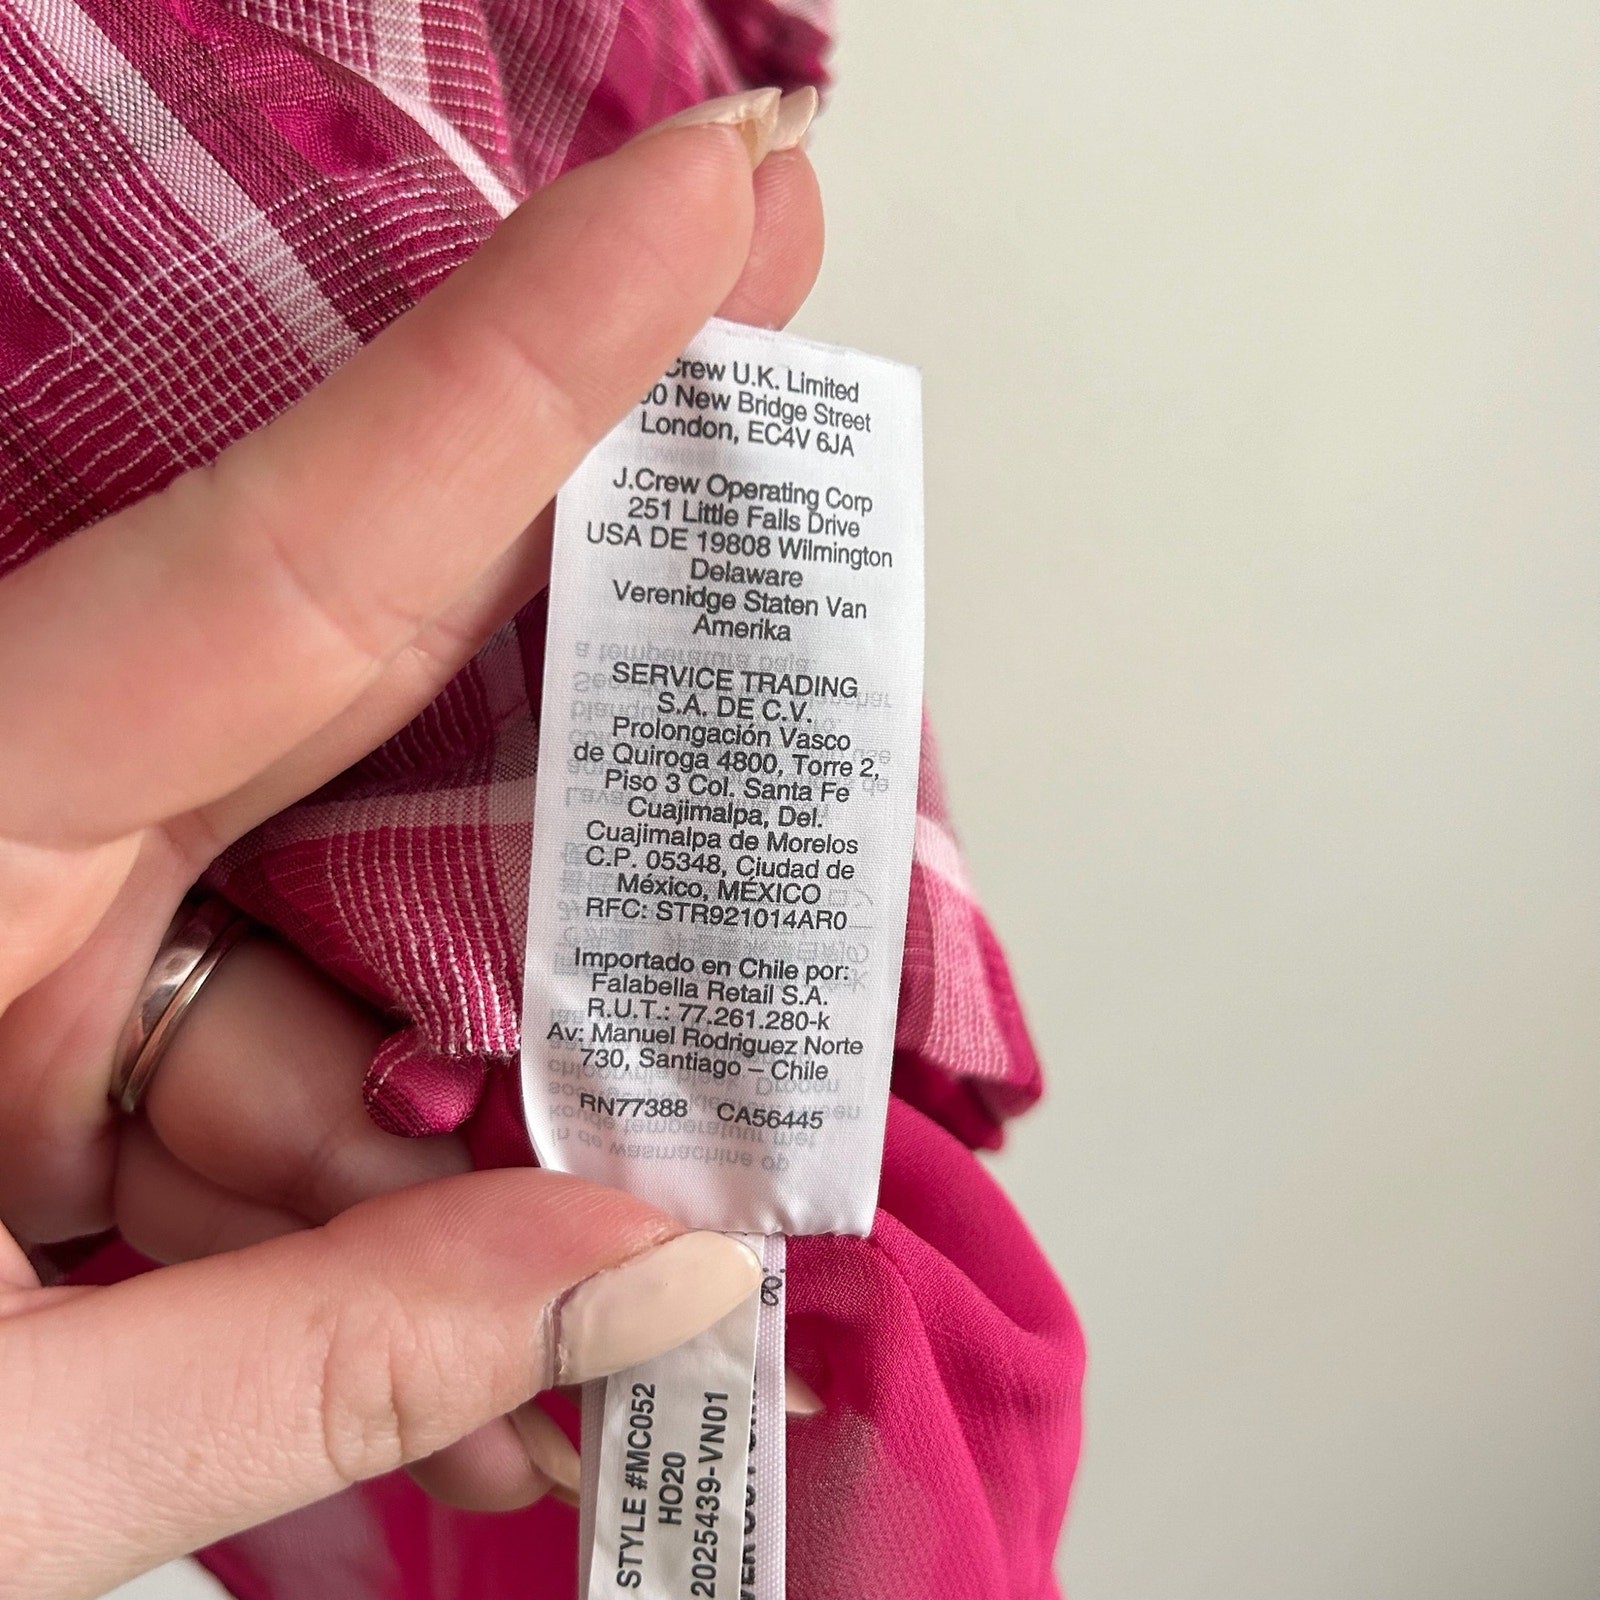 Crew U.K. Limited
New Bridge Street
London, EC4V 6JA
J.Crew Operating Corp
251 Little Falls Drive
USA DE 19808 Wilmington
Delaware
Verenidge Staten Van
Amerika
SERVICE TRADING
S.A. DE C.V.
Prolongación Vasco
de Quiroga 4800, Torre 2,
Piso 3 Col. Santa Fe
Cuajimalpa, Del.
Cuajimalpa de Morelos
C.P. 05348, Ciudad de
México, MÉXICO
RFC: STR921014AR0
Importado en Chile por:
Falabella Retail S.A.
R.U.T.: 77.261.280-k
Av: Manuel Rodriguez Norte
730, Santiago – Chile
RN77388 CA56445
STYLE #MC052
HO20
2025439-VN01